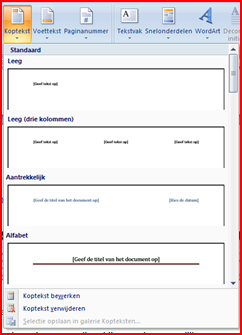 Koptekst Voettekst Paginanummer Tekstvak Snelonderdelen WordArt
Standaard
Leeg
[Geef tekst op]
Leeg (drie kolommen)
[Geef tekst op] [Geef tekst op] [Geef tekst op]
Aantrekkelijk
[Geef de titel van het document op] [Kies de datum]
Alfabet
[Geef de titel van het document op]
Koptekst bewerken
Koptekst verwijderen
Selectie opslaan in galerie Kopteksten...